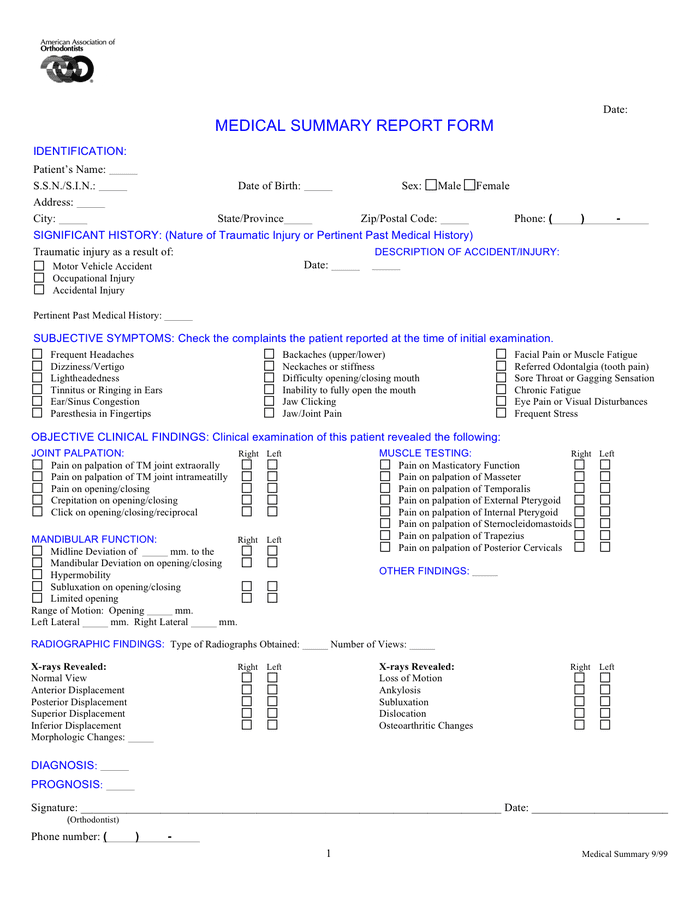 American Association of
Orthodontists
Date:
MEDICAL SUMMARY REPORT FORM
IDENTIFICATION:
Patient's Name: _____
S.S.N./S.I.N.: _____ Date of Birth: _____ Sex: ☐Male ☐Female
Address: _____
City: _____ State/Province_____ Zip/Postal Code: _____ Phone: (_____)_____-_____
SIGNIFICANT HISTORY: (Nature of Traumatic Injury or Pertinent Past Medical History)
Traumatic injury as a result of: DESCRIPTION OF ACCIDENT/INJURY:
☐ Motor Vehicle Accident Date: _____ _____
☐ Occupational Injury
☐ Accidental Injury
Pertinent Past Medical History: _____
SUBJECTIVE SYMPTOMS: Check the complaints the patient reported at the time of initial examination.
☐ Frequent Headaches ☐ Backaches (upper/lower) ☐ Facial Pain or Muscle Fatigue
☐ Dizziness/Vertigo ☐ Neckaches or stiffness ☐ Referred Odontalgia (tooth pain)
☐ Lightheadedness ☐ Difficulty opening/closing mouth ☐ Sore Throat or Gagging Sensation
☐ Tinnitus or Ringing in Ears ☐ Inability to fully open the mouth ☐ Chronic Fatigue
☐ Ear/Sinus Congestion ☐ Jaw Clicking ☐ Eye Pain or Visual Disturbances
☐ Paresthesia in Fingertips ☐ Jaw/Joint Pain ☐ Frequent Stress
OBJECTIVE CLINICAL FINDINGS: Clinical examination of this patient revealed the following:
JOINT PALPATION: Right Left MUSCLE TESTING: Right Left
☐ Pain on palpation of TM joint extraorally ☐ ☐ ☐ Pain on Masticatory Function ☐ ☐
☐ Pain on palpation of TM joint intrameatilly ☐ ☐ ☐ Pain on palpation of Masseter ☐ ☐
☐ Pain on opening/closing ☐ ☐ ☐ Pain on palpation of Temporalis ☐ ☐
☐ Crepitation on opening/closing ☐ ☐ ☐ Pain on palpation of External Pterygoid ☐ ☐
☐ Click on opening/closing/reciprocal ☐ ☐ ☐ Pain on palpation of Internal Pterygoid ☐ ☐
☐ Pain on palpation of Sternocleidomastoids ☐ ☐
MANDIBULAR FUNCTION: Right Left ☐ Pain on palpation of Trapezius ☐ ☐
☐ Midline Deviation of _____ mm. to the ☐ ☐ ☐ Pain on palpation of Posterior Cervicals ☐ ☐
☐ Mandibular Deviation on opening/closing ☐ ☐
☐ Hypermobility OTHER FINDINGS: _____
☐ Subluxation on opening/closing ☐ ☐
☐ Limited opening ☐ ☐
Range of Motion: Opening _____ mm.
Left Lateral _____ mm. Right Lateral _____ mm.
RADIOGRAPHIC FINDINGS: Type of Radiographs Obtained: _____ Number of Views: _____
X-rays Revealed: Right Left X-rays Revealed: Right Left
Normal View ☐ ☐ Loss of Motion ☐ ☐
Anterior Displacement ☐ ☐ Ankylosis ☐ ☐
Posterior Displacement ☐ ☐ Subluxation ☐ ☐
Superior Displacement ☐ ☐ Dislocation ☐ ☐
Inferior Displacement ☐ ☐ Osteoarthritic Changes ☐ ☐
Morphologic Changes: _____
DIAGNOSIS: _____
PROGNOSIS: _____
Signature: _____ Date: _____
(Orthodontist)
Phone number: (_____)_____-_____
1 Medical Summary 9/99